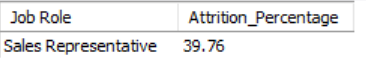 Job Role Attrition_Percentage
Sales Representative 39.76